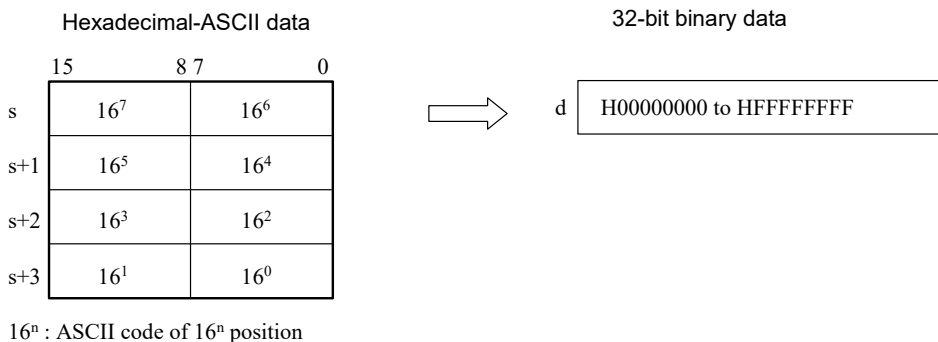 Hexadecimal-ASCII data
32-bit binary data
15 8 7 0
s 16⁷ 16⁶
d H00000000 to HFFFFFFFF
s+1 16⁵ 16⁴
s+2 16³ 16²
s+3 16¹ 16⁰
16ⁿ : ASCII code of 16ⁿ position